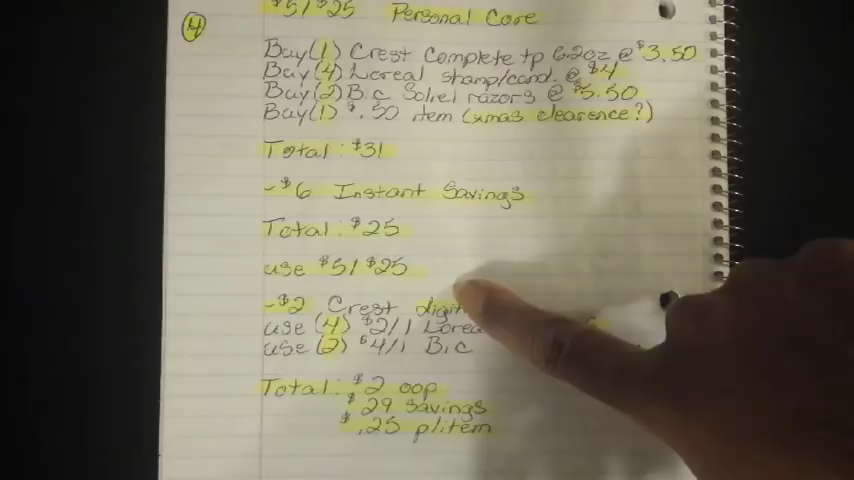 4
$5/$25 Personal Care
Buy (1) Crest Complete tp 6.2oz @ $3.50
Buy (4) Loreal shamp/cond. @ $4
Buy (2) Bic Soliel razors @ $5.50
Buy (1) $.50 item (xmas clearence?)
Total: $31
-$6 Instant Savings
Total: $25
use $5/$25
-$2 Crest digit
use (4) $2/1 Lorea
use (2) $4/1 Bic
Total: $2 oop
$29 savings
$.25 p/item